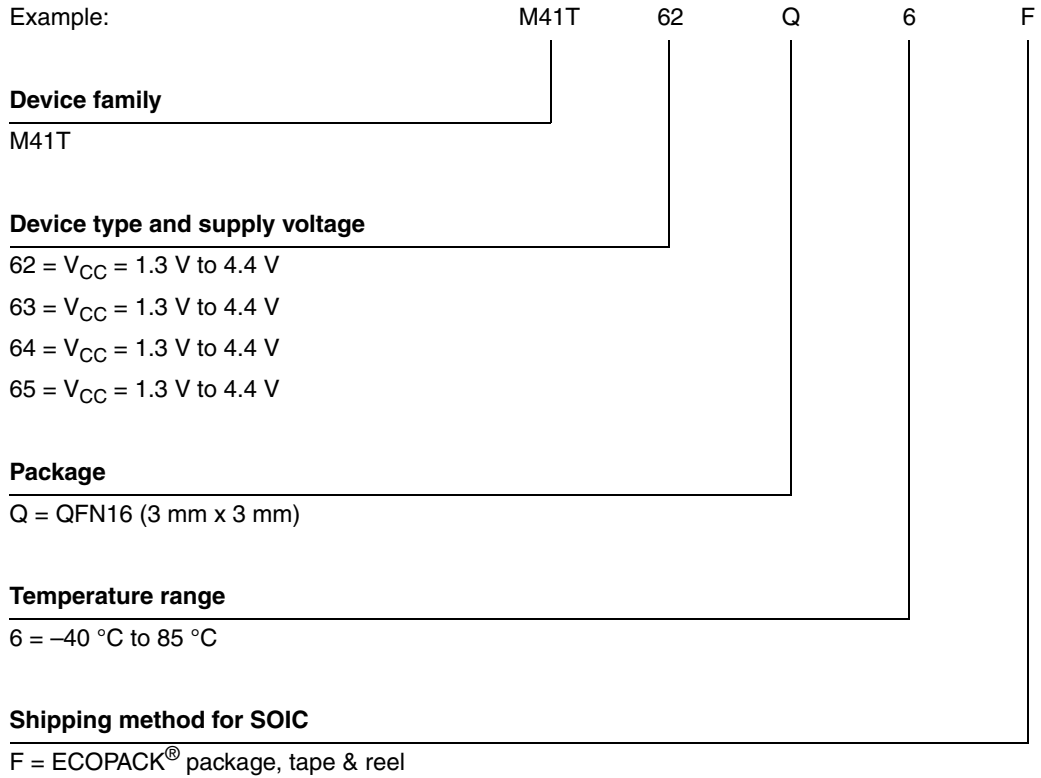 Example: M41T 62 Q 6 F
Device family
M41T
Device type and supply voltage
62 = VCC = 1.3 V to 4.4 V
63 = VCC = 1.3 V to 4.4 V
64 = VCC = 1.3 V to 4.4 V
65 = VCC = 1.3 V to 4.4 V
Package
Q = QFN16 (3 mm x 3 mm)
Temperature range
6 = –40 °C to 85 °C
Shipping method for SOIC
F = ECOPACK® package, tape & reel